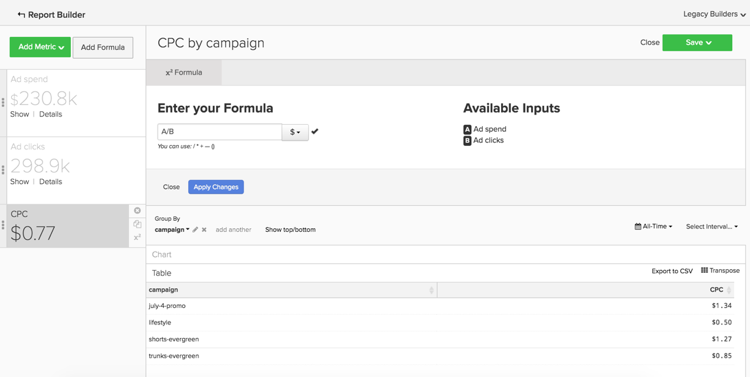 Report Builder
Legacy Builders
Add Metric
Add Formula
CPC by campaign
Close
Save
Ad spend
$230.8k
Show | Details
Ad clicks
298.9k
Show | Details
CPC
$0.77
x²
x² Formula
Enter your Formula
A/B
$
You can use: / * + — ()
Available Inputs
A Ad spend
B Ad clicks
Close
Apply Changes
Group By
campaign
add another
Show top/bottom
All-Time
Select Interval...
Chart
Table
Export to CSV
Transpose
campaign CPC
july-4-promo $1.34
lifestyle $0.50
shorts-evergreen $1.27
trunks-evergreen $0.85